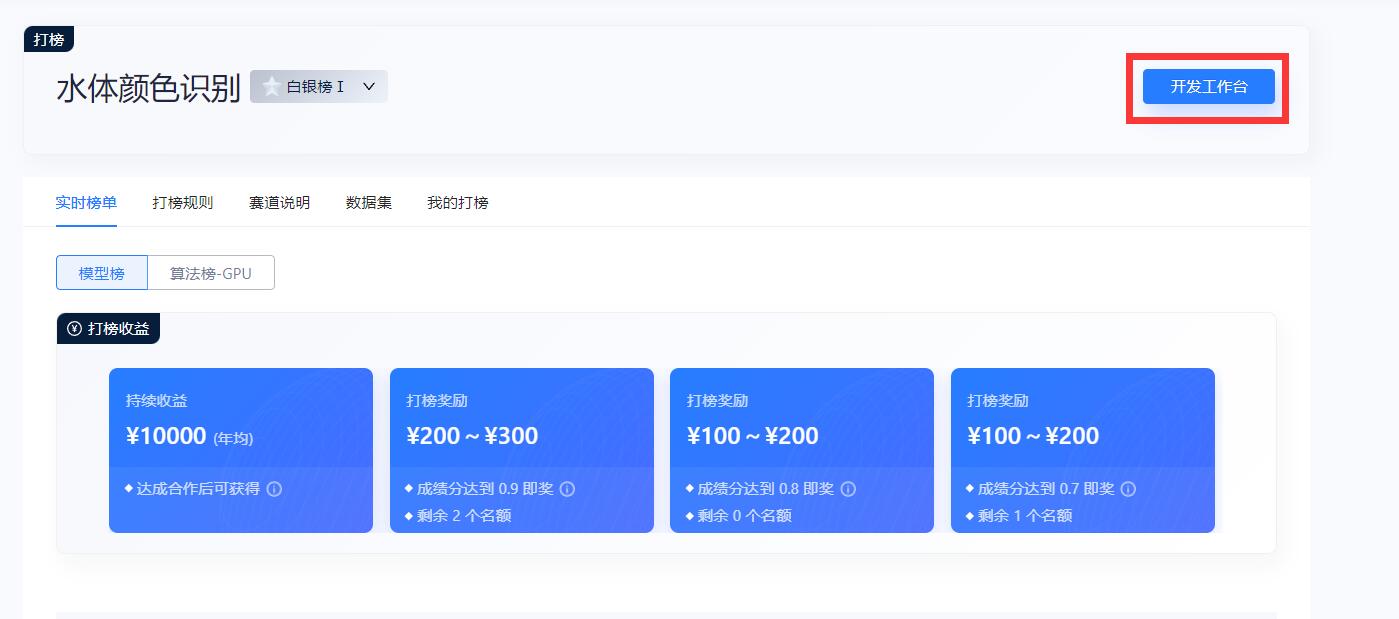 打榜
水体颜色识别 白银榜 I
开发工作台
实时榜单 打榜规则 赛道说明 数据集 我的打榜
模型榜 算法榜-GPU
¥ 打榜收益
持续收益
¥10000 (年均)
达成合作后可获得
打榜奖励
¥200 ~ ¥300
成绩分达到 0.9 即奖
剩余 2 个名额
打榜奖励
¥100 ~ ¥200
成绩分达到 0.8 即奖
剩余 0 个名额
打榜奖励
¥100 ~ ¥200
成绩分达到 0.7 即奖
剩余 1 个名额